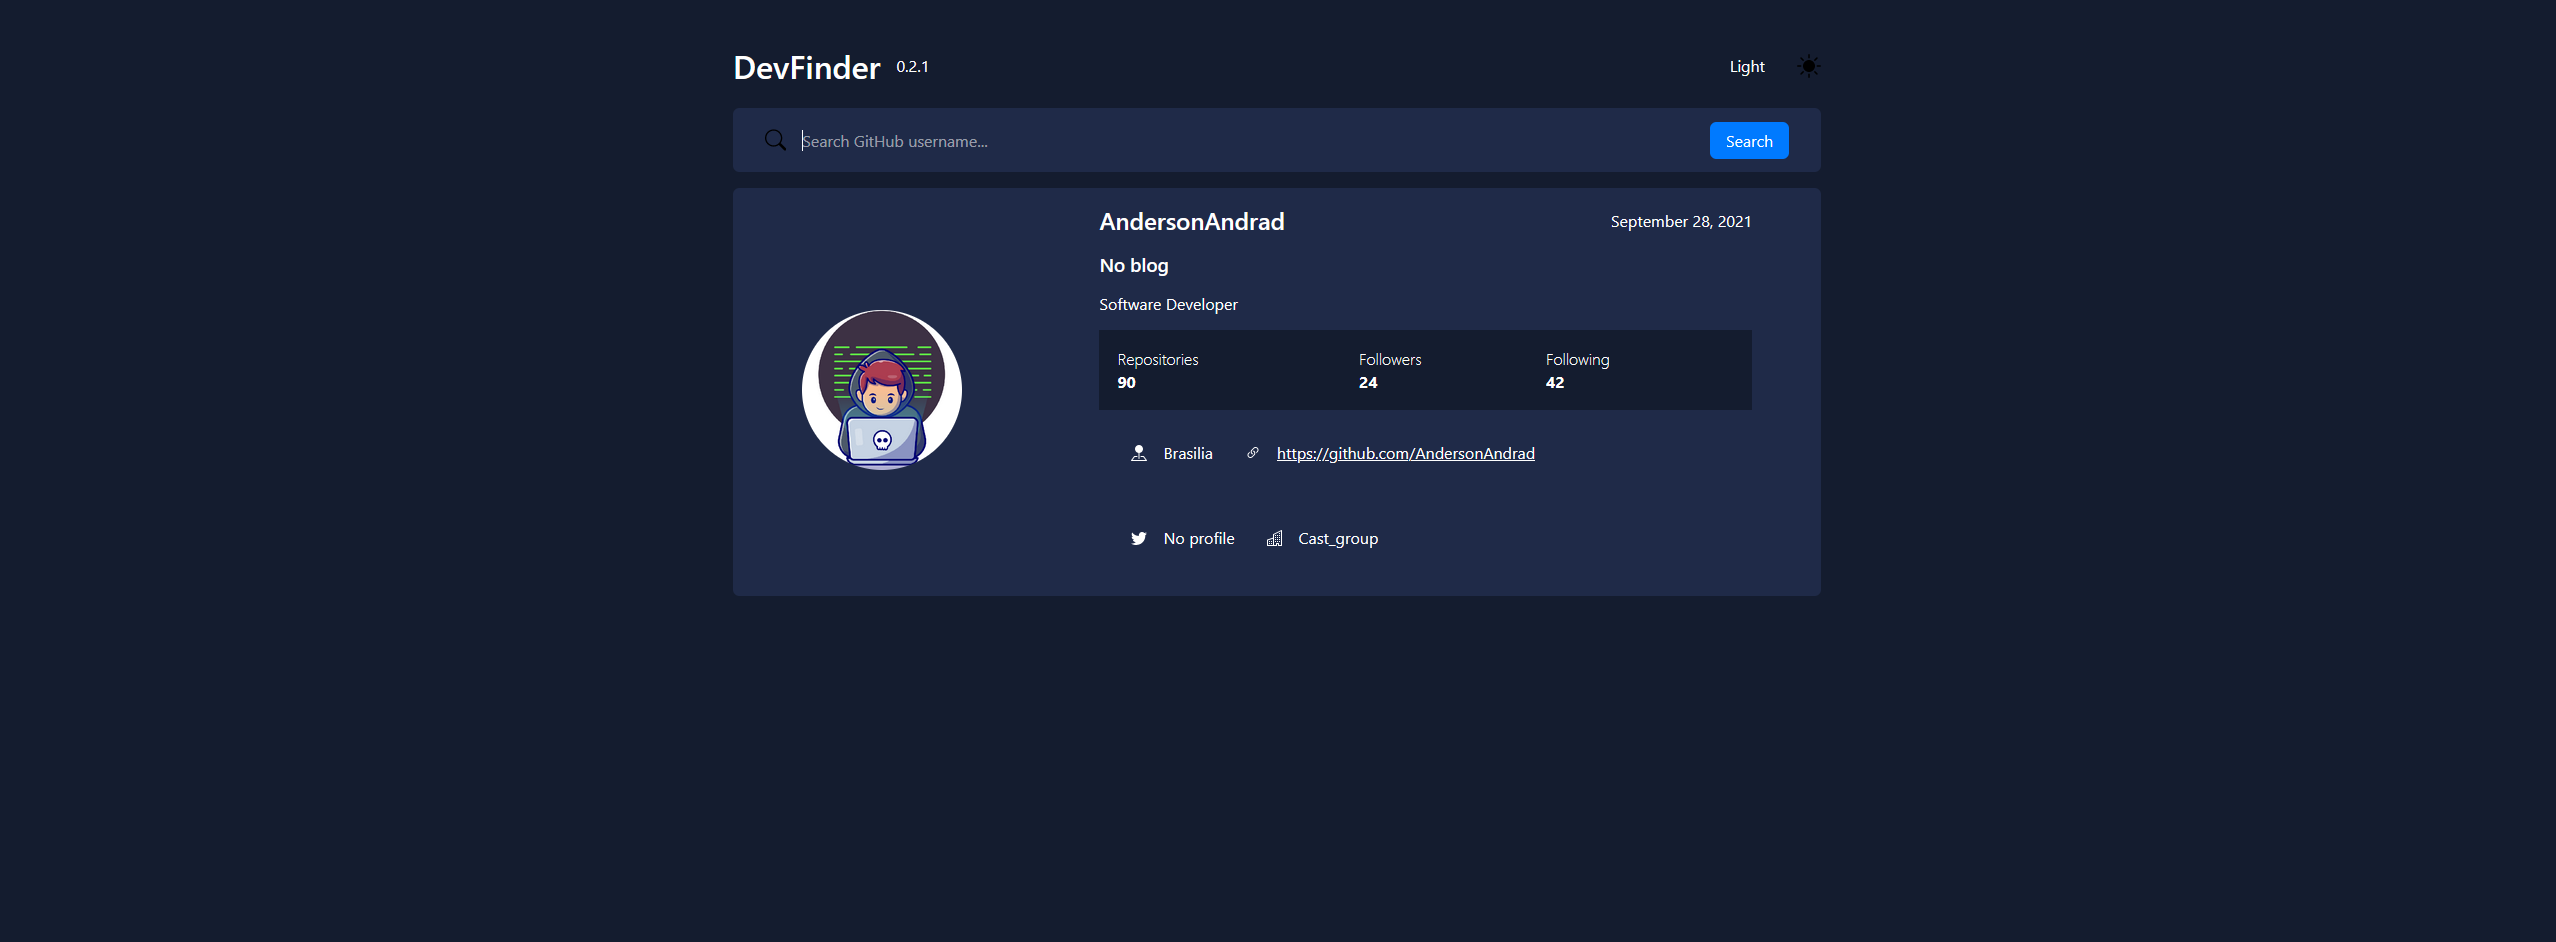 DevFinder 0.2.1 Light
Search GitHub username... Search
AndersonAndrad September 28, 2021
No blog
Software Developer
Repositories Followers Following
90 24 42
Brasilia https://github.com/AndersonAndrad
No profile Cast_group